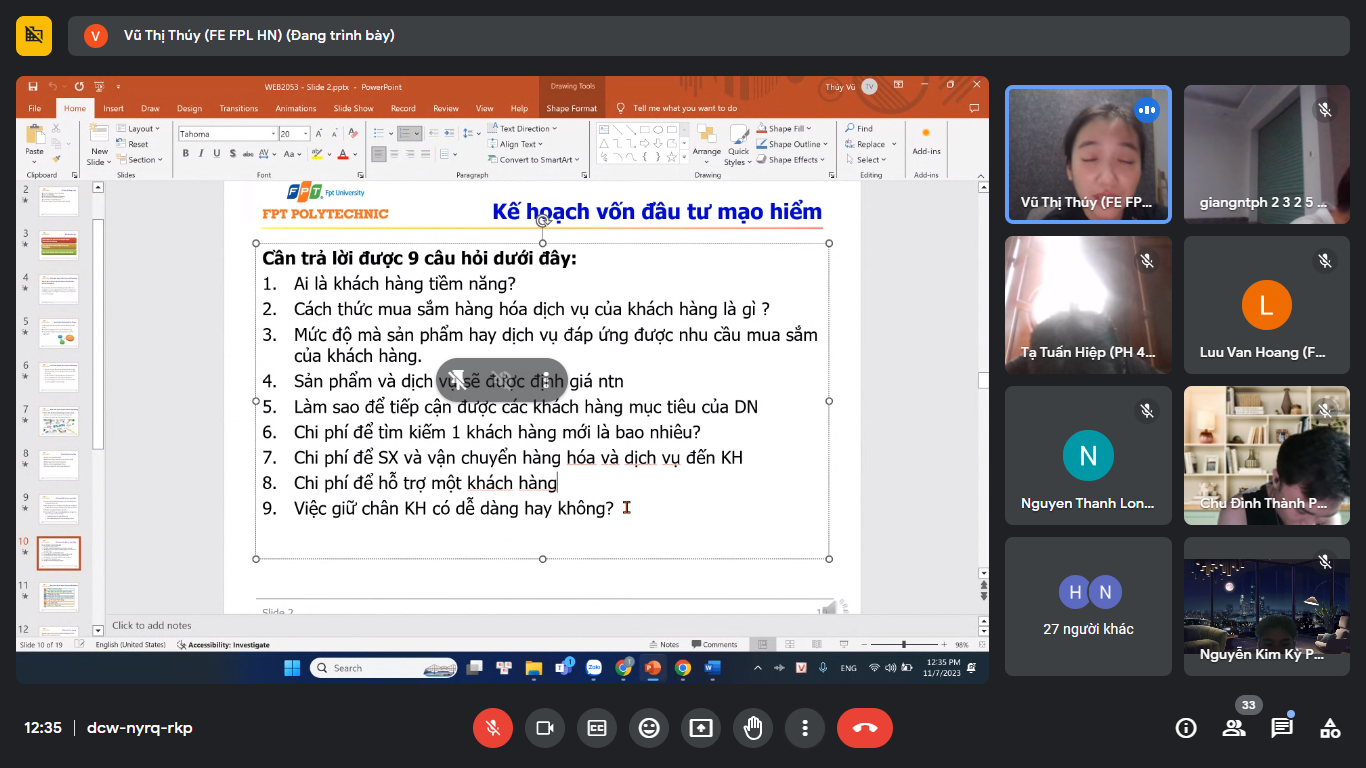 Vũ Thị Thúy (FE FPL HN) (Đang trình bày)
WEB2053 - Slide 2.pptx - PowerPoint
Drawing Tools
Thúy Vũ
TV
File Home Insert Draw Design Transitions Animations Slide Show Record Review View Help Shape Format Tell me what you want to do
Paste
Clipboard
New Slide
Layout
Reset
Section
Slides
Tahoma 20
Font
Text Direction
Align Text
Convert to SmartArt
Paragraph
Arrange
Quick Styles
Shape Fill
Shape Outline
Shape Effects
Drawing
Find
Replace
Select
Editing
Add-ins
Add-ins
2
3
4
5
6
7
8
9
10
11
12
FPT Fpt University
FPT POLYTECHNIC
Kế hoạch vốn đầu tư mạo hiểm
Cần trả lời được 9 câu hỏi dưới đây:
1. Ai là khách hàng tiềm năng?
2. Cách thức mua sắm hàng hóa dịch vụ của khách hàng là gì ?
3. Mức độ mà sản phẩm hay dịch vụ đáp ứng được nhu cầu mua sắm
của khách hàng.
4. Sản phẩm và dịch vụ sẽ được định giá ntn
5. Làm sao để tiếp cận được các khách hàng mục tiêu của DN
6. Chi phí để tìm kiếm 1 khách hàng mới là bao nhiêu?
7. Chi phí để SX và vận chuyển hàng hóa và dịch vụ đến KH
8. Chi phí để hỗ trợ một khách hàng
9. Việc giữ chân KH có dễ dàng hay không?
Slide 2
Click to add notes
Slide 10 of 19 English (United States) Accessibility: Investigate Notes Comments 98%
Search
Zalo
ENG
12:35 PM
11/7/2023
V
Vũ Thị Thúy (FE FP...
giangntph 2 3 2 5 ...
Tạ Tuấn Hiệp (PH 4...
L
Luu Van Hoang (F...
N
Nguyen Thanh Lon...
Chu Đình Thành P...
H N
27 người khác
Nguyễn Kim Kỳ P...
12:35 dcw-nyrq-rkp
33